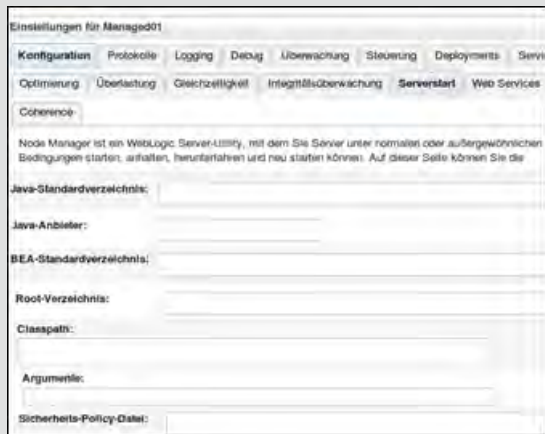 Einstellungen für Managed01
Konfiguration Protokolle Logging Debug Überwachung Steuerung Deployments Servi
Optimierung Überlastung Gleichzeitigkeit Integritätsüberwachung Serverstart Web Services
Coherence
Node Manager ist ein WebLogic Server-Utility, mit dem Sie Server unter normalen oder außergewöhnlichen
Bedingungen starten, anhalten, herunterfahren und neu starten können. Auf dieser Seite können Sie die
Java-Standardverzeichnis:
Java-Anbieter:
BEA-Standardverzeichnis:
Root-Verzeichnis:
Classpath:
Argumente:
Sicherheits-Policy-Datei: